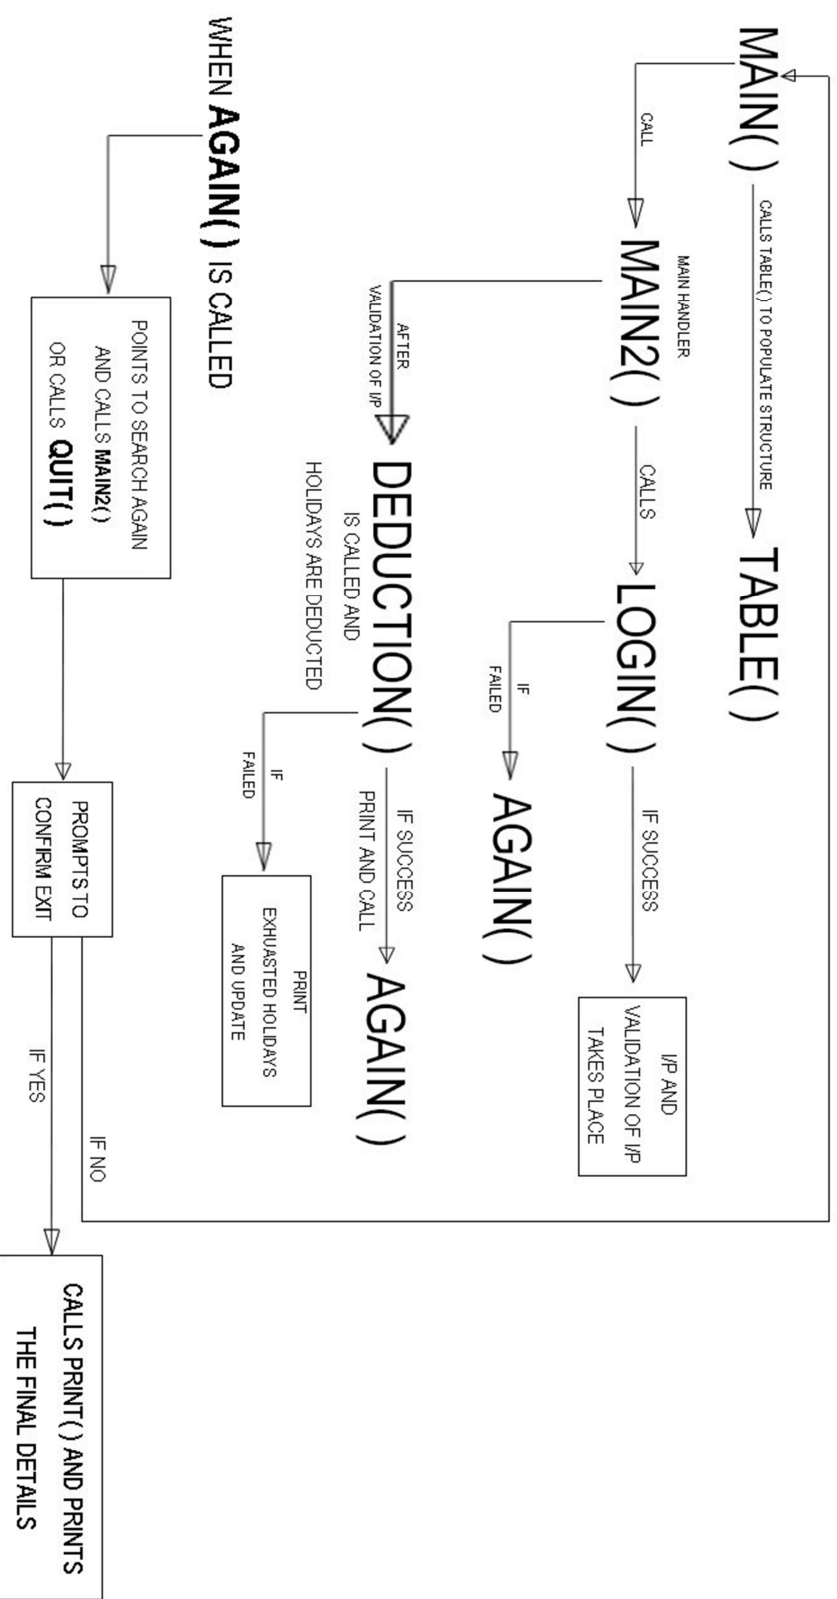 MAIN( )
CALLS TABLE() TO POPULATE STRUCTURE
TABLE( )
CALL
MAIN HANDLER
MAIN2( )
CALLS
LOGIN( )
IF SUCCESS
I/P AND
VALIDATION OF I/P
TAKES PLACE
IF
FAILED
AGAIN( )
AFTER
VALIDATION OF I/P
DEDUCTION( )
IS CALLED AND
HOLIDAYS ARE DEDUCTED
IF SUCCESS
PRINT AND CALL
AGAIN( )
IF
FAILED
PRINT
EXHUASTED HOLIDAYS
AND UPDATE
WHEN AGAIN( ) IS CALLED
POINTS TO SEARCH AGAIN
AND CALLS MAIN2()
OR CALLS QUIT( )
PROMPTS TO
CONFIRM EXIT
IF NO
IF YES
CALLS PRINT( ) AND PRINTS
THE FINAL DETAILS